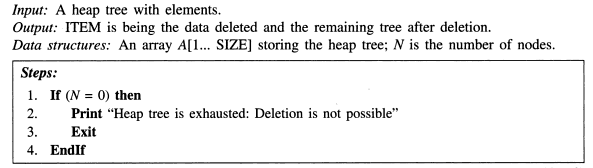 Input: A heap tree with elements.
Output: ITEM is being the data deleted and the remaining tree after deletion.
Data structures: An array A[1... SIZE] storing the heap tree; N is the number of nodes.
Steps:
1. If (N = 0) then
2. Print “Heap tree is exhausted: Deletion is not possible”
3. Exit
4. EndIf